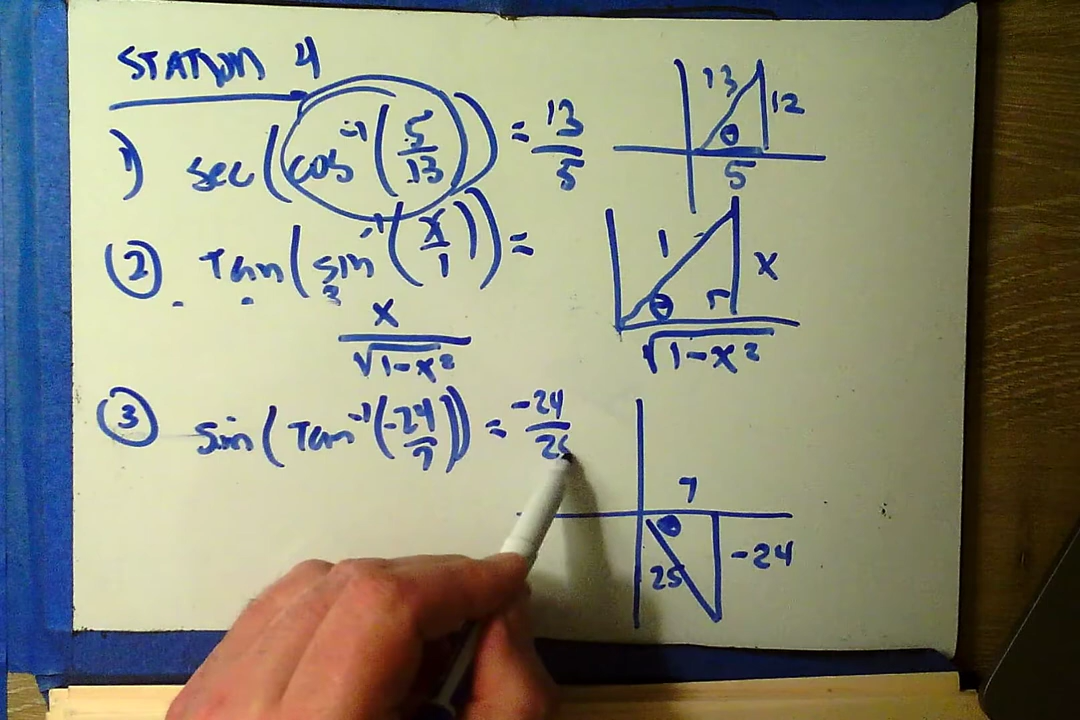 STATION 4
1) sec(cos⁻¹(5/13)) = 13/5
13
12
θ
5
② Tan(sin⁻¹(x/1)) =
x/√(1-x²)
1
x
θ
√(1-x²)
③ sin(Tan⁻¹(-24/7)) = -24/25
7
θ
25
-24